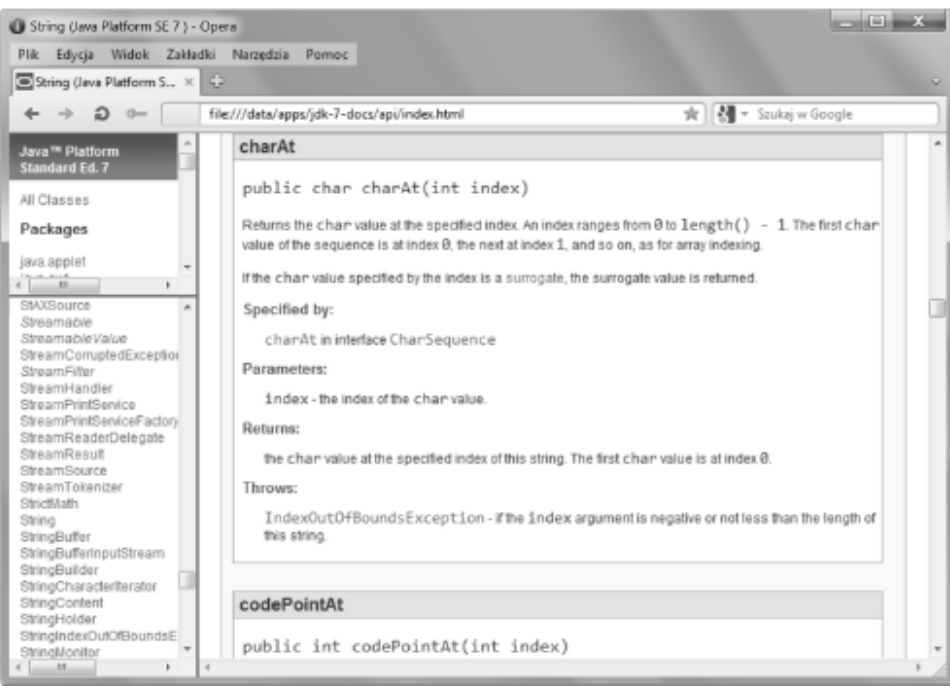 String (Java Platform SE 7 ) - Opera
Plik Edycja Widok Zakładki Narzędzia Pomoc
String (Java Platform S...
file:///data/apps/jdk-7-docs/api/index.html
Szukaj w Google
Java™ Platform
Standard Ed. 7
All Classes
Packages
java.applet
StAXSource
Streamable
StreamableValue
StreamCorruptedException
StreamFilter
StreamHandler
StreamPrintService
StreamPrintServiceFactory
StreamReaderDelegate
StreamResult
StreamSource
StreamTokenizer
StrictMath
String
StringBuffer
StringBufferInputStream
StringBuilder
StringCharacterIterator
StringContent
StringHolder
StringIndexOutOfBoundsE
StringMonitor
charAt
public char charAt(int index)
Returns the char value at the specified index. An index ranges from 0 to length() - 1. The first char
value of the sequence is at index 0, the next at index 1, and so on, as for array indexing.
If the char value specified by the index is a surrogate, the surrogate value is returned.
Specified by:
charAt in interface CharSequence
Parameters:
index - the index of the char value.
Returns:
the char value at the specified index of this string. The first char value is at index 0.
Throws:
IndexOutOfBoundsException - if the index argument is negative or not less than the length of
this string.
codePointAt
public int codePointAt(int index)